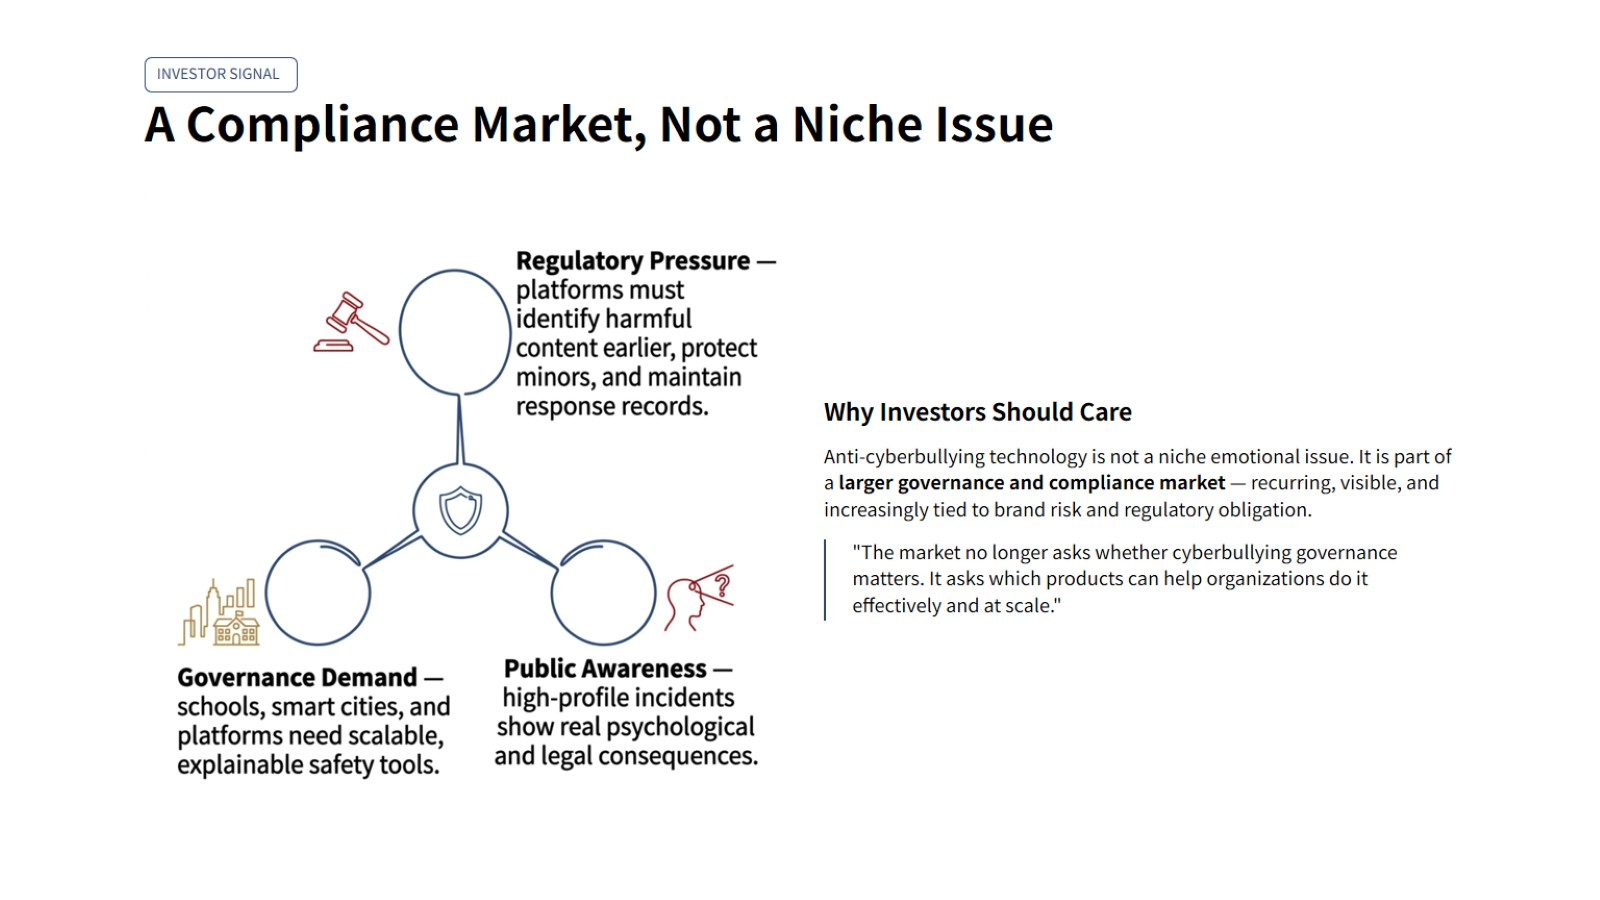 INVESTOR SIGNAL
A Compliance Market, Not a Niche Issue
Regulatory Pressure —
platforms must
identify harmful
content earlier, protect
minors, and maintain
response records.
?
Governance Demand —
schools, smart cities, and
platforms need scalable,
explainable safety tools.
Public Awareness —
high-profile incidents
show real psychological
and legal consequences.
Why Investors Should Care
Anti-cyberbullying technology is not a niche emotional issue. It is part of
a larger governance and compliance market — recurring, visible, and
increasingly tied to brand risk and regulatory obligation.
"The market no longer asks whether cyberbullying governance
matters. It asks which products can help organizations do it
effectively and at scale."